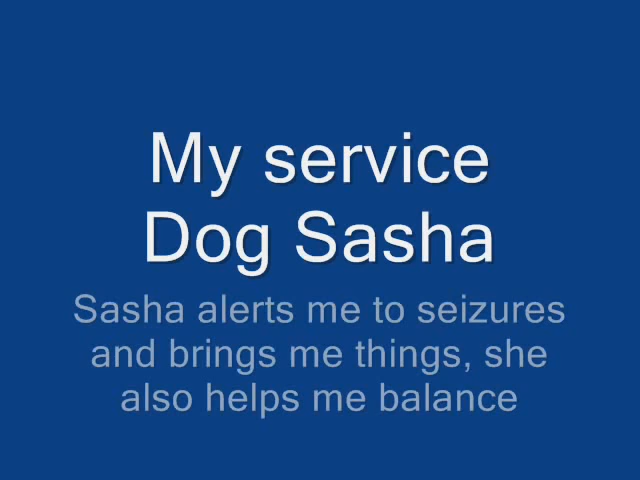 My service
Dog Sasha
Sasha alerts me to seizures
and brings me things, she
also helps me balance